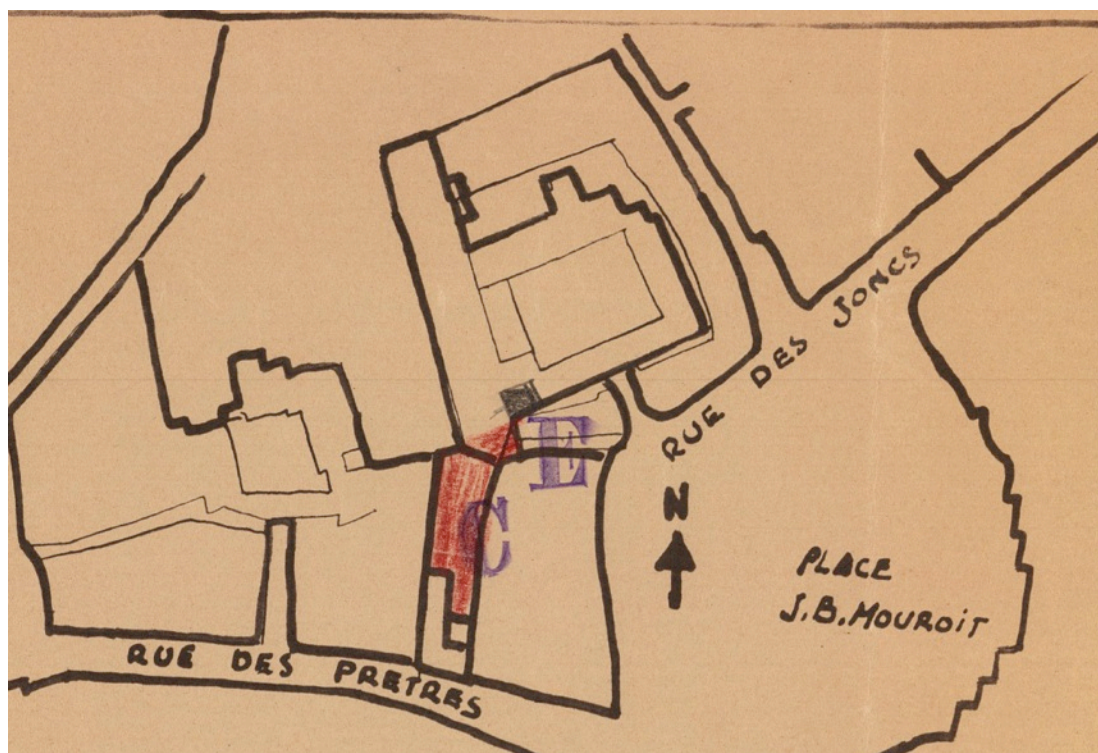 RUE DES JONCS
E
C
N
PLACE
J.B.MOUROIT
RUE DES PRETRES